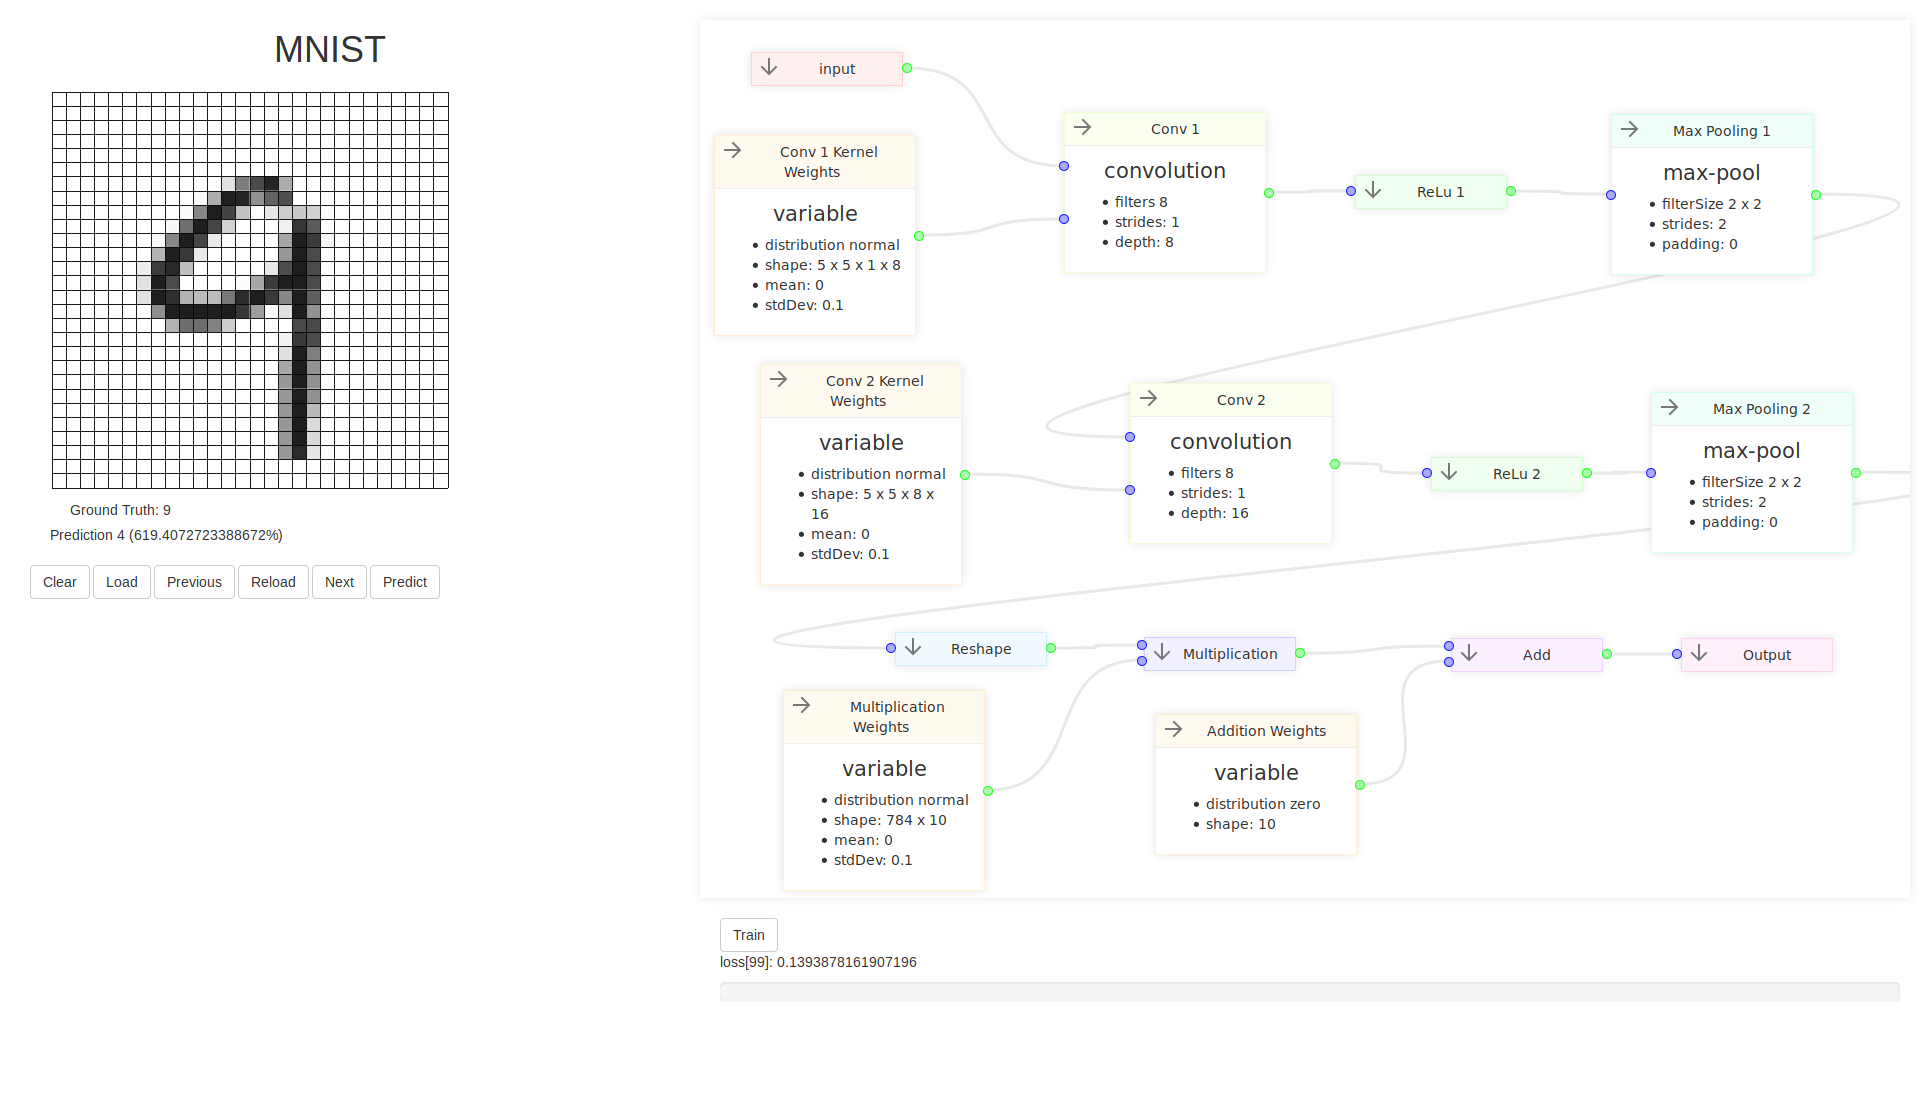 MNIST
Ground Truth: 9
Prediction 4 (619.4072723388672%)
Clear
Load
Previous
Reload
Next
Predict
input
Conv 1 Kernel
Weights
variable
distribution normal
shape: 5 x 5 x 1 x 8
mean: 0
stdDev: 0.1
Conv 1
convolution
filters 8
strides: 1
depth: 8
ReLu 1
Max Pooling 1
max-pool
filterSize 2 x 2
strides: 2
padding: 0
Conv 2 Kernel
Weights
variable
distribution normal
shape: 5 x 5 x 8 x
16
mean: 0
stdDev: 0.1
Conv 2
convolution
filters 8
strides: 1
depth: 16
ReLu 2
Max Pooling 2
max-pool
filterSize 2 x 2
strides: 2
padding: 0
Reshape
Multiplication
Add
Output
Multiplication
Weights
variable
distribution normal
shape: 784 x 10
mean: 0
stdDev: 0.1
Addition Weights
variable
distribution zero
shape: 10
Train
loss[99]: 0.1393878161907196